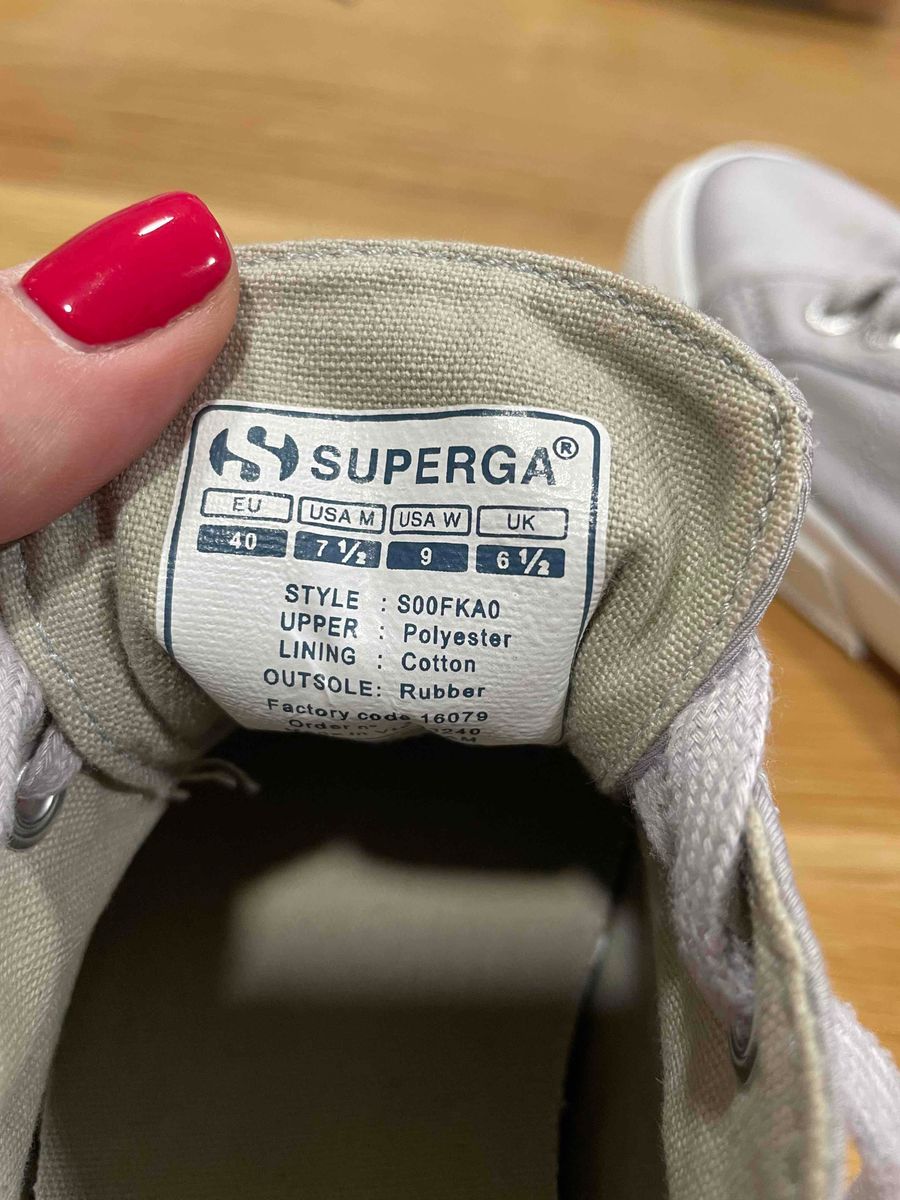 SUPERGA®
EU USA M USA W UK
40 7 1/2 9 6 1/2
STYLE : S00FKA0
UPPER : Polyester
LINING : Cotton
OUTSOLE: Rubber
Factory code 16079
Order n°